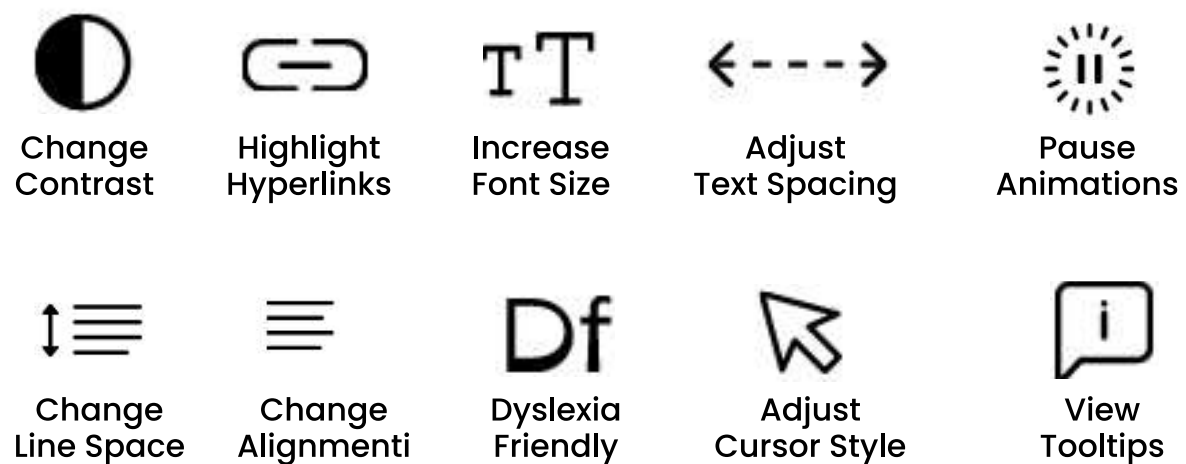 Change
Contrast
Highlight
Hyperlinks
Increase
Font Size
Adjust
Text Spacing
Pause
Animations
Change
Line Space
Change
Alignmenti
Df
Dyslexia
Friendly
Adjust
Cursor Style
i
View
Tooltips